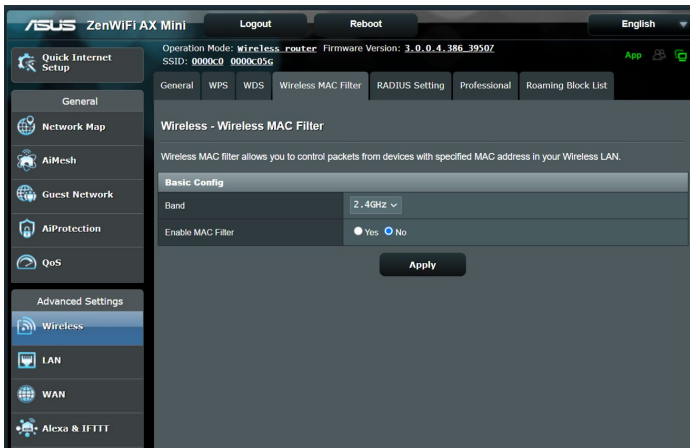 ASUS ZenWiFi AX Mini Logout Reboot English
Quick Internet Setup
Operation Mode: Wireless router Firmware Version: 3.0.0.4.386_39507
SSID: 0000c0 0000c05G
App
General WPS WDS Wireless MAC Filter RADIUS Setting Professional Roaming Block List
General
Network Map
AiMesh
Guest Network
AiProtection
QoS
Advanced Settings
Wireless
LAN
WAN
Alexa & IFTTT
Wireless - Wireless MAC Filter
Wireless MAC filter allows you to control packets from devices with specified MAC address in your Wireless LAN.
Basic Config
Band 2.4GHz
Enable MAC Filter Yes No
Apply